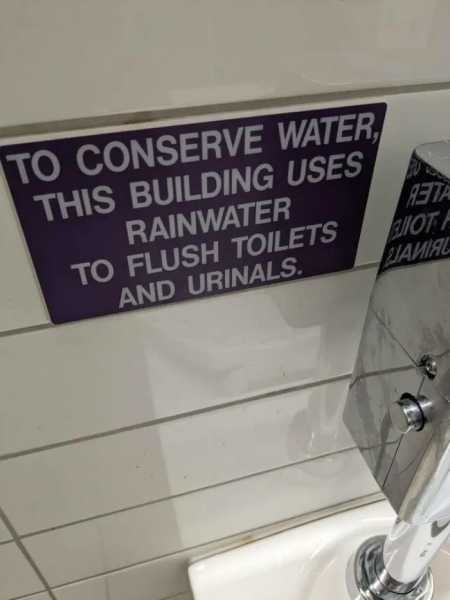 TO CONSERVE WATER,
THIS BUILDING USES
RAINWATER
TO FLUSH TOILETS
AND URINALS.